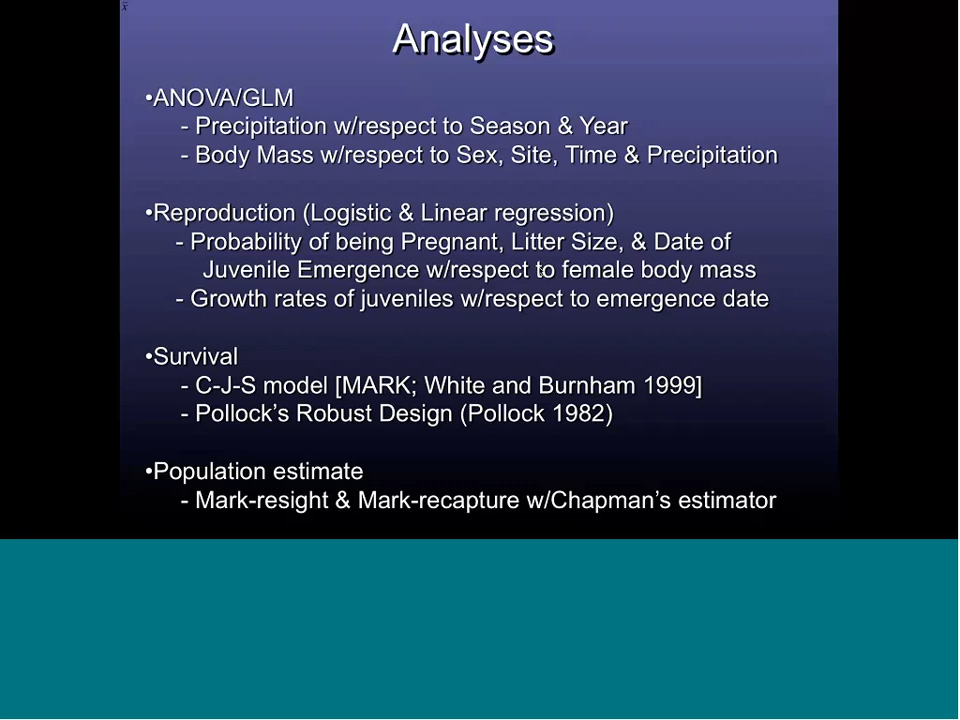 Analyses
•ANOVA/GLM
- Precipitation w/respect to Season & Year
- Body Mass w/respect to Sex, Site, Time & Precipitation
•Reproduction (Logistic & Linear regression)
- Probability of being Pregnant, Litter Size, & Date of
Juvenile Emergence w/respect to female body mass
- Growth rates of juveniles w/respect to emergence date
•Survival
- C-J-S model [MARK; White and Burnham 1999]
- Pollock’s Robust Design (Pollock 1982)
•Population estimate
- Mark-resight & Mark-recapture w/Chapman’s estimator